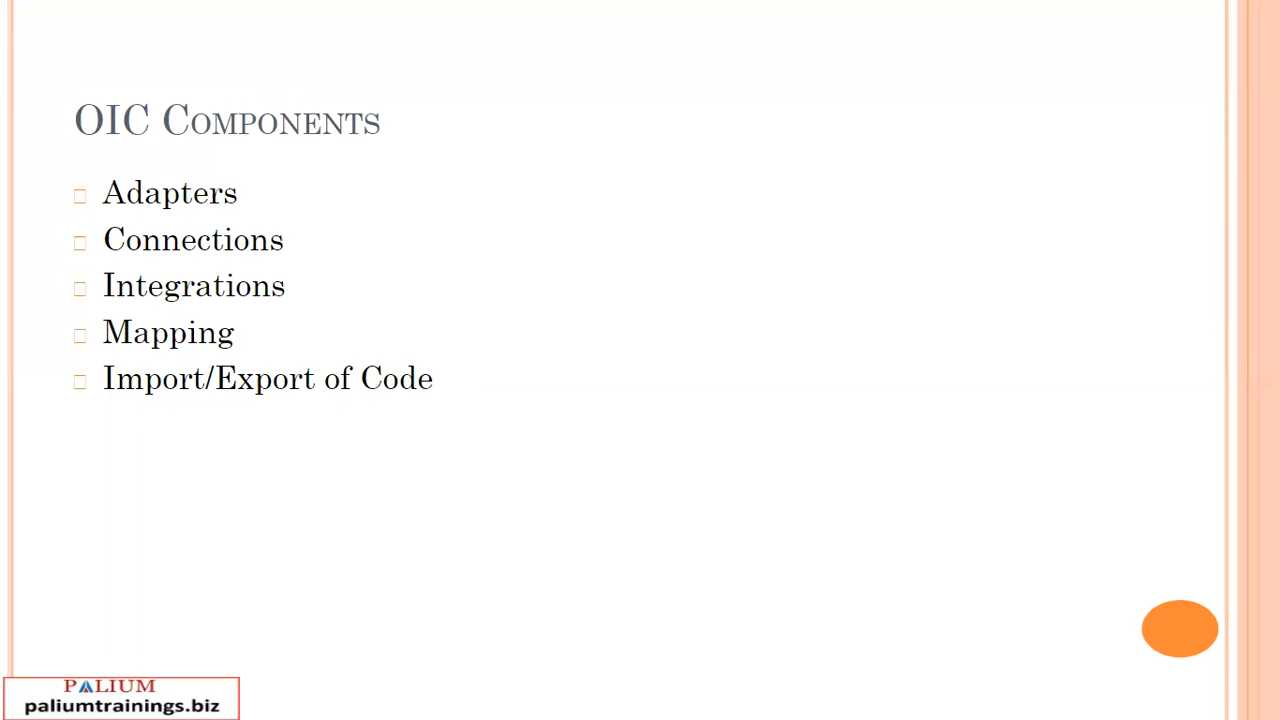 OIC Components
Adapters
Connections
Integrations
Mapping
Import/Export of Code
PALIUM
paliumtrainings.biz